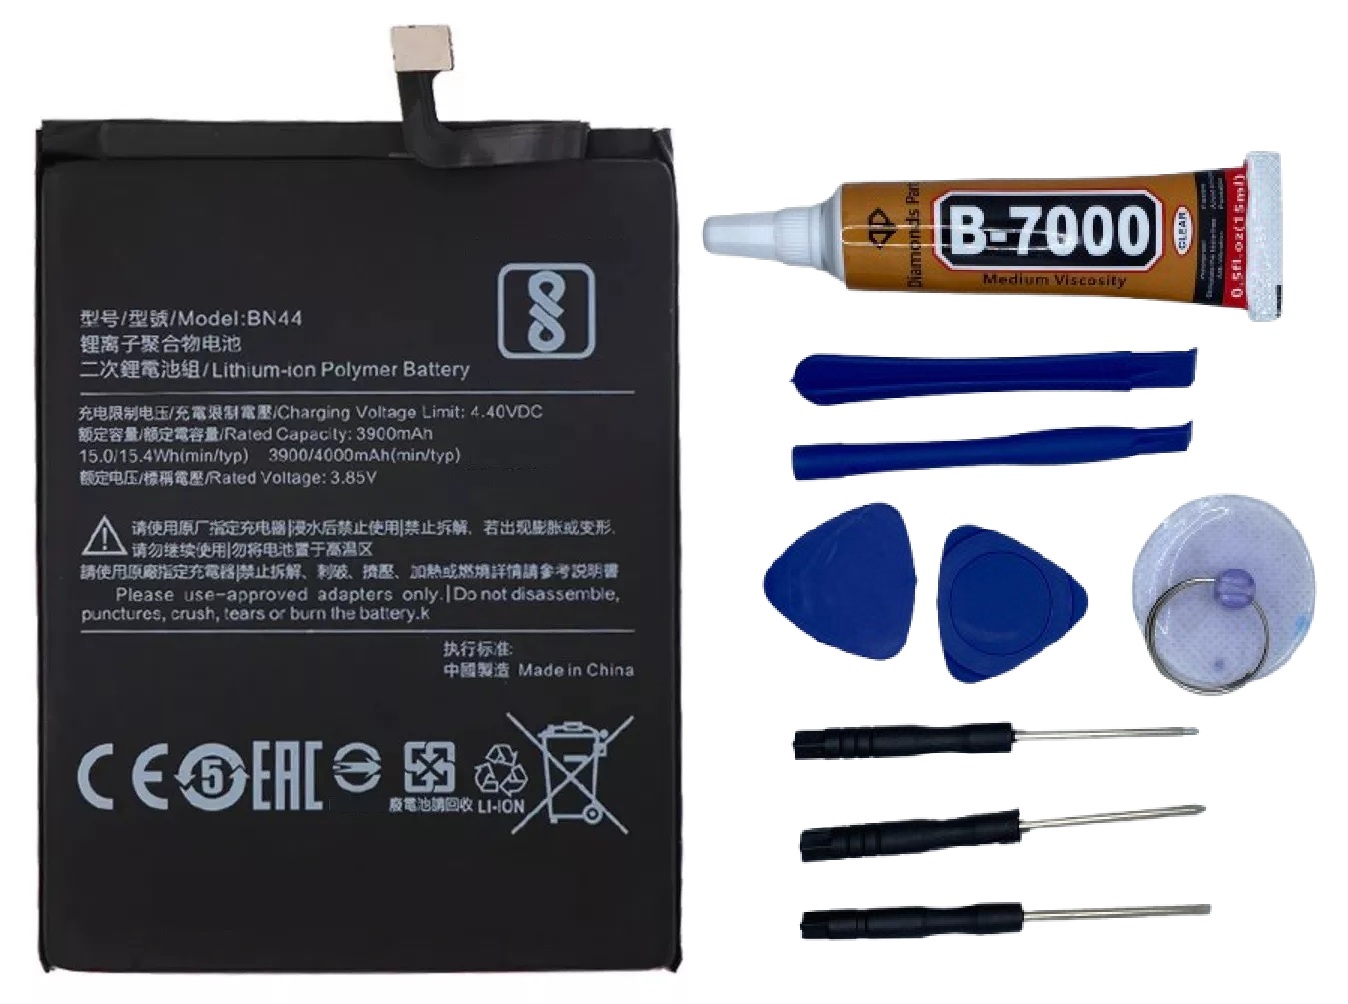 型号/型號/Model:BN44
锂离子聚合物电池
二次鋰電池組/Lithium-ion Polymer Battery
充电限制电压/充電限制電壓/Charging Voltage Limit: 4.40VDC
额定容量/額定電容量/Rated Capacity: 3900mAh
15.0/15.4Wh(min/typ) 3900/4000mAh(min/typ)
额定电压/標稱電壓/Rated Voltage: 3.85V
请使用原厂指定充电器|浸水后禁止使用|禁止拆解, 若出现膨胀或变形,
请勿继续使用|勿将电池置于高温区
請使用原廠指定充電器|禁止拆解、刺破、擠壓、加熱或燃燒詳情請參考説明書
Please use-approved adapters only.|Do not disassemble,
punctures, crush, tears or burn the battery.k
执行标准:
中國製造 Made in China
CE 5 EAC
廢電池請回收 LI-ION
Diamonds Part
B-7000
CLEAR
Medium Viscosity
0.5fl.oz(15ml)